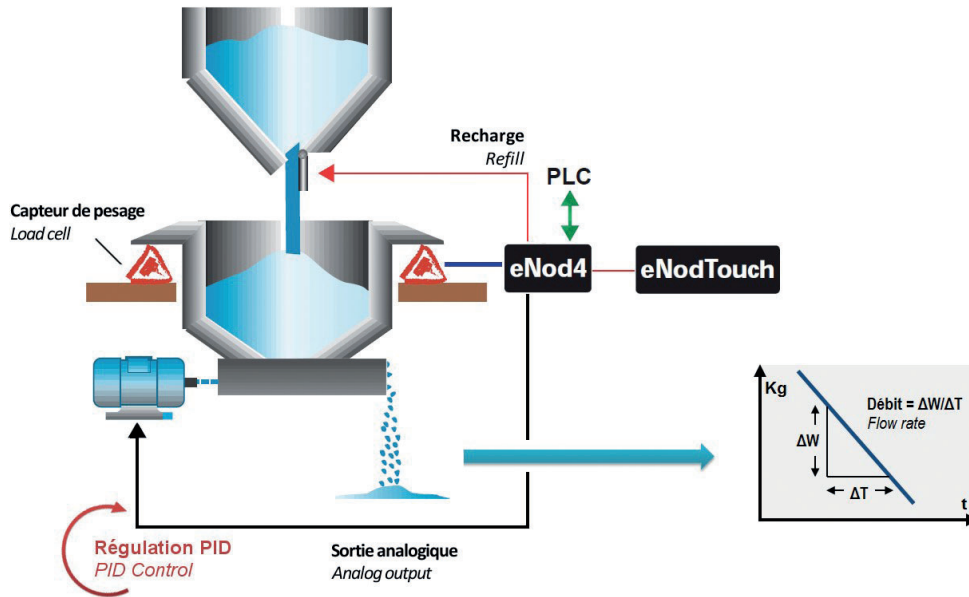 Recharge
Refill
PLC
Capteur de pesage
Load cell
eNod4
eNodTouch
Kg
Débit = ΔW/ΔT
Flow rate
ΔW
ΔT
t
Régulation PID
PID Control
Sortie analogique
Analog output